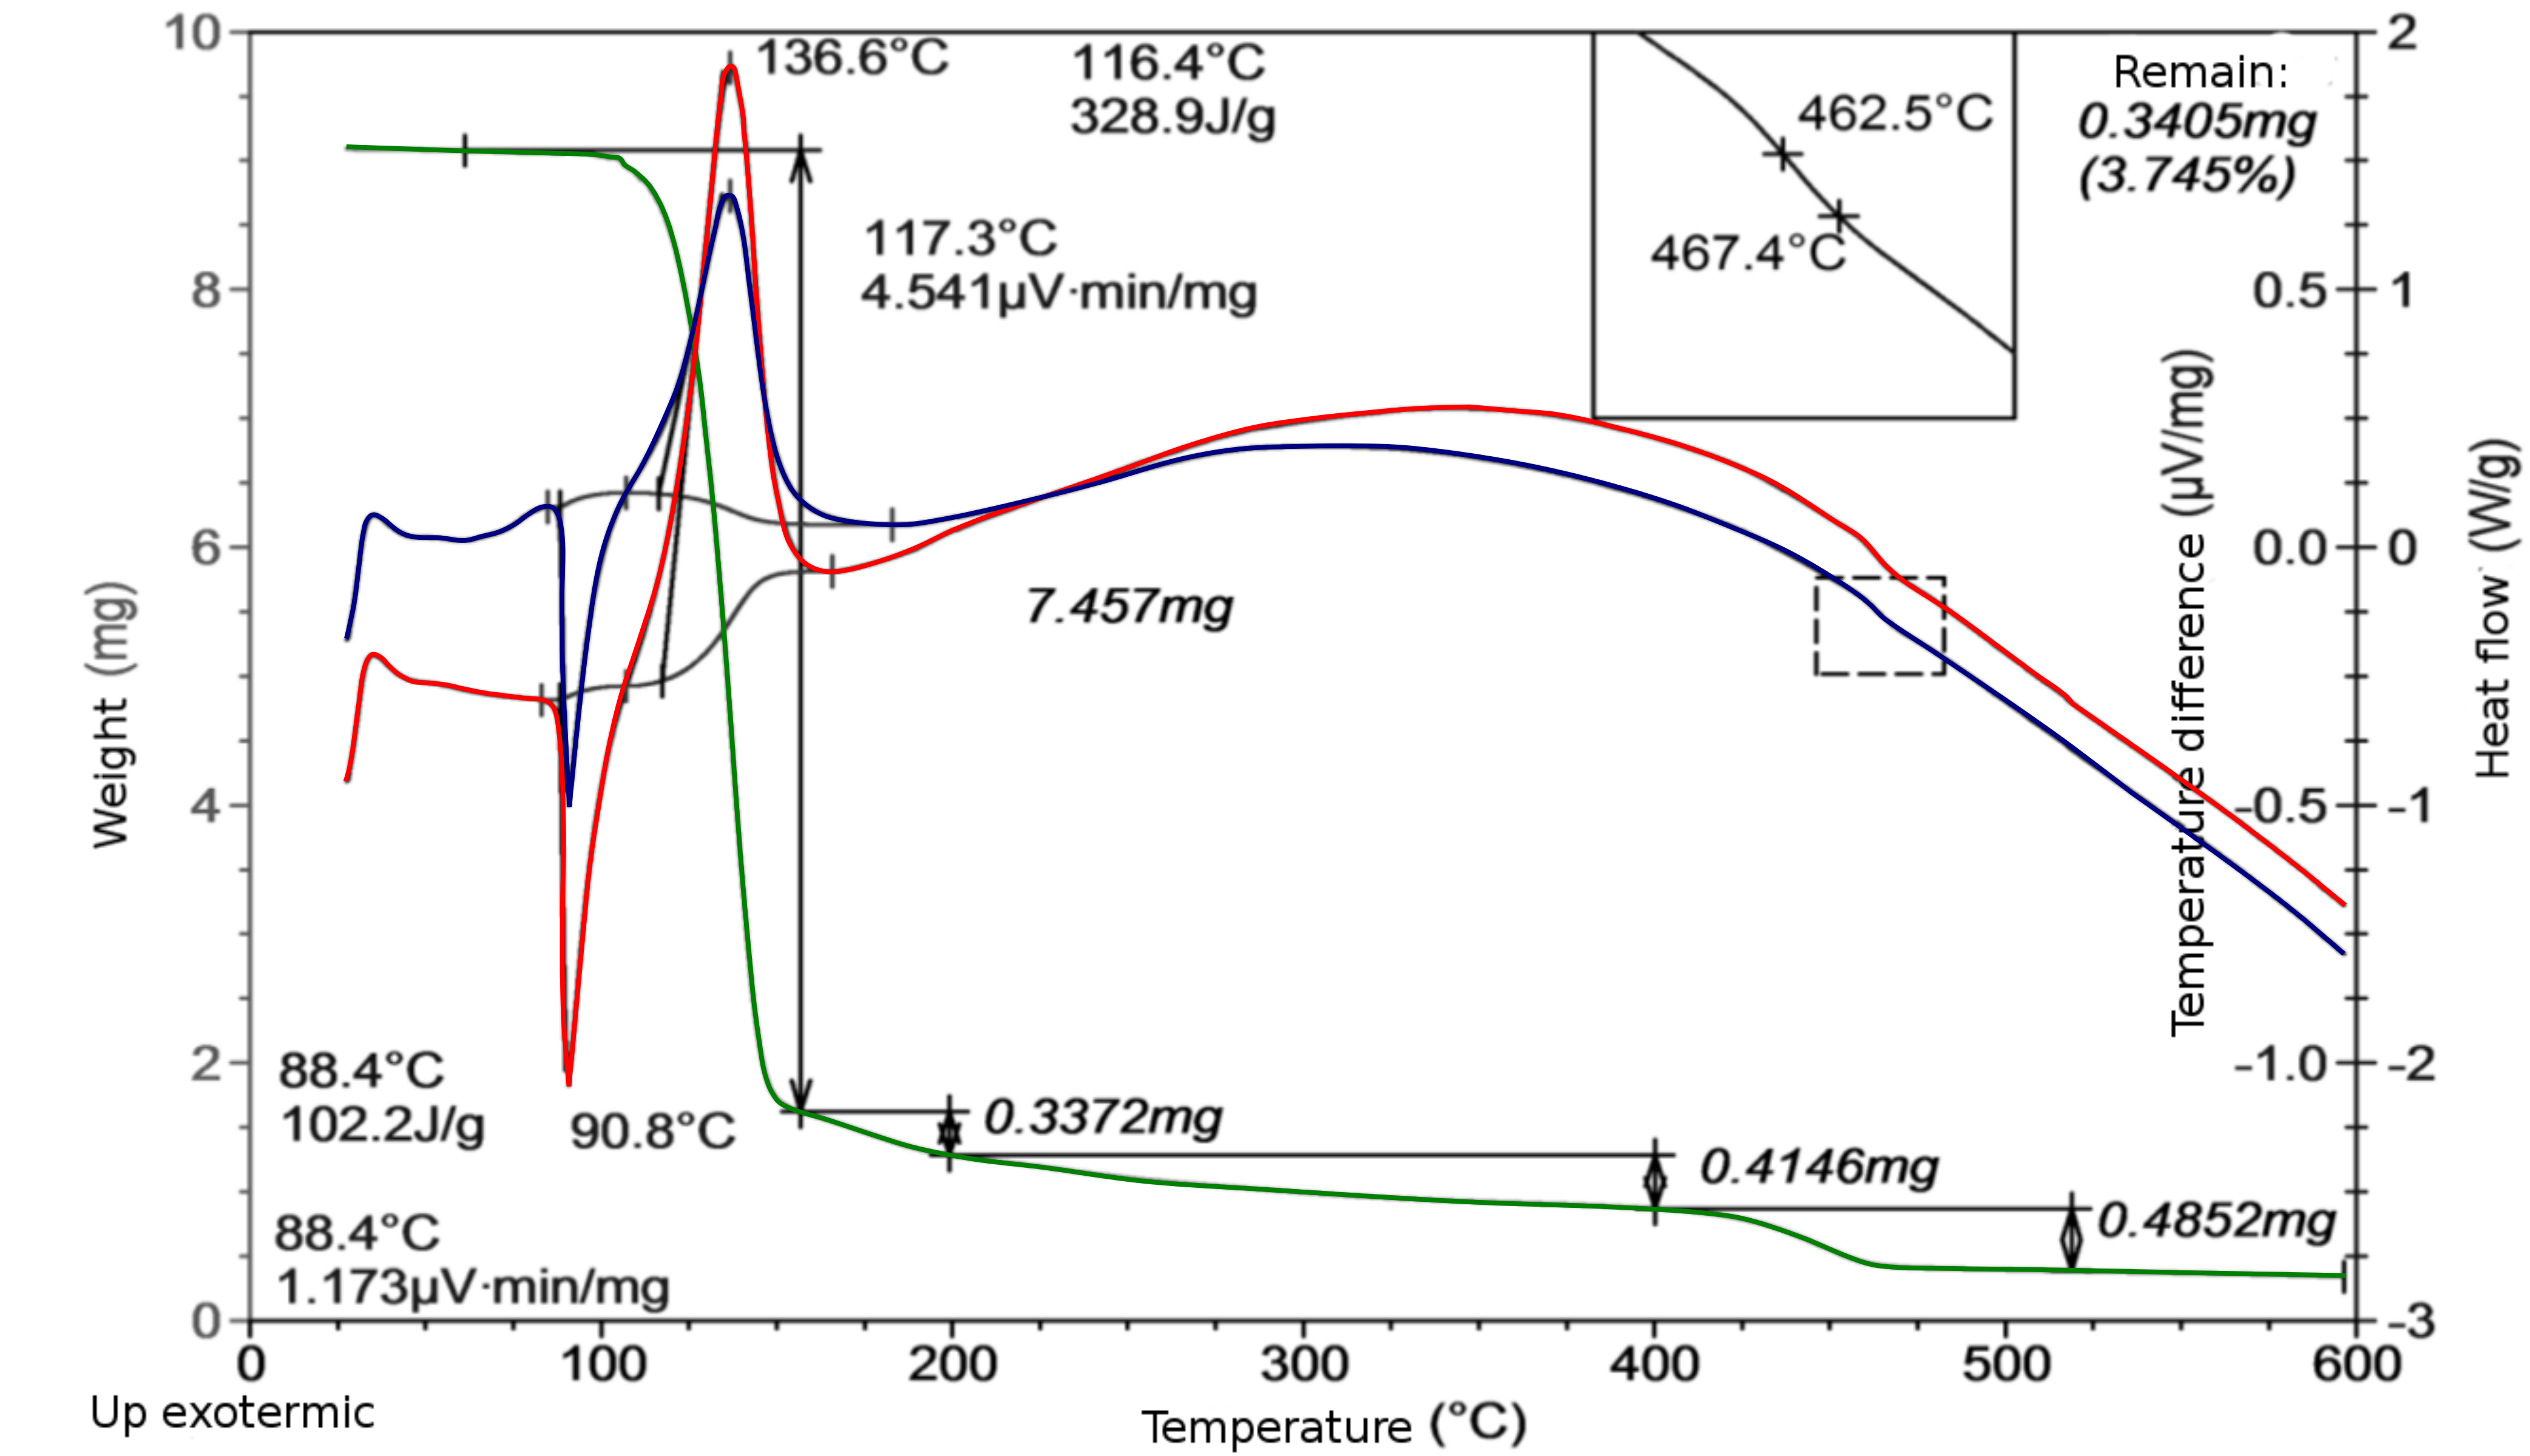 10
8
6
4
2
0
Weight (mg)
136.6°C
116.4°C
328.9J/g
117.3°C
4.541µV·min/mg
462.5°C
467.4°C
Remain:
0.3405mg
(3.745%)
7.457mg
88.4°C
102.2J/g
90.8°C
88.4°C
1.173µV·min/mg
0.3372mg
0.4146mg
0.4852mg
0.5
0.0
-0.5
-1.0
Temperature difference (µV/mg)
2
1
0
-1
-2
-3
Heat flow (W/g)
0 100 200 300 400 500 600
Up exotermic
Temperature (°C)